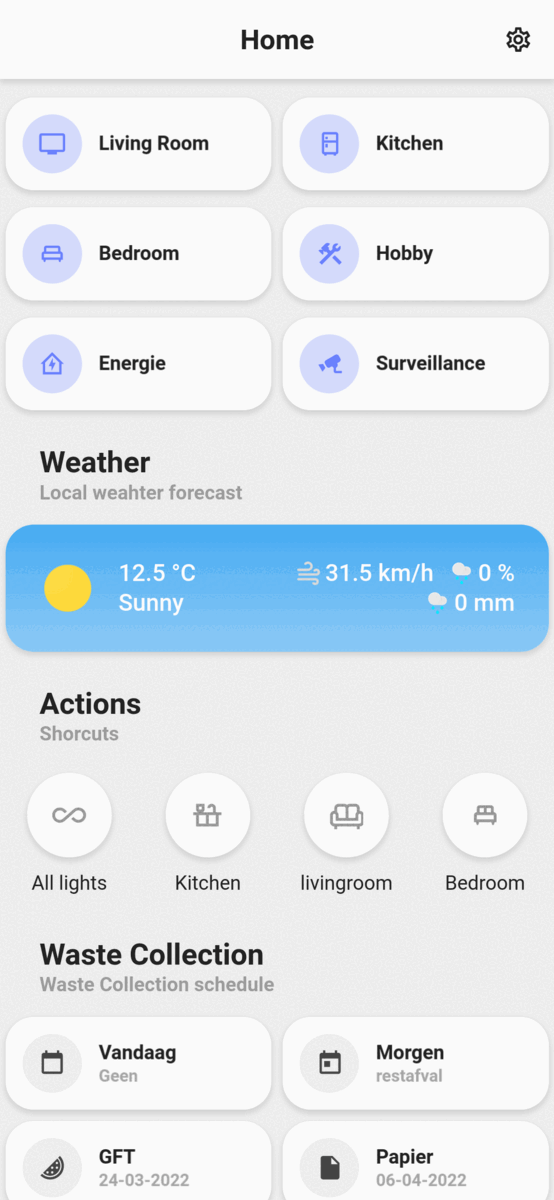 Home
Living Room
Kitchen
Bedroom
Hobby
Energie
Surveillance
Weather
Local weahter forecast
12.5 °C
31.5 km/h
0 %
Sunny
0 mm
Actions
Shorcuts
All lights
Kitchen
livingroom
Bedroom
Waste Collection
Waste Collection schedule
Vandaag
Geen
Morgen
restafval
GFT
24-03-2022
Papier
06-04-2022